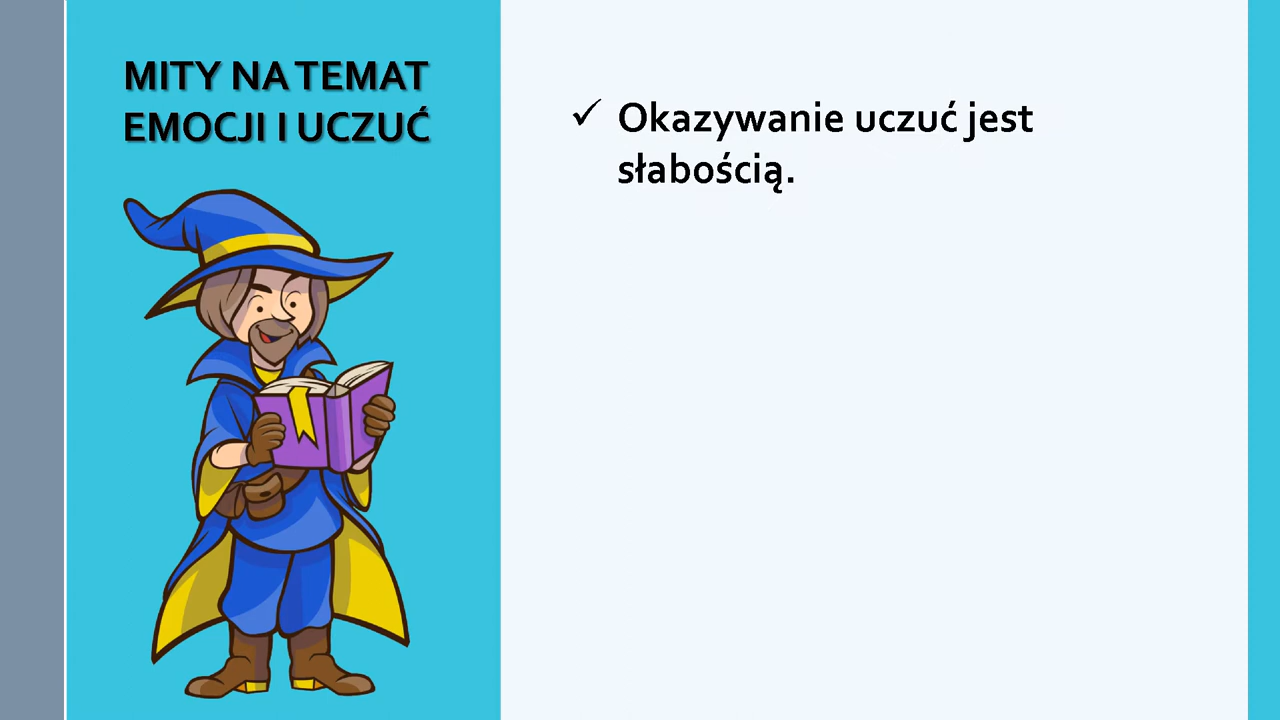 MITY NA TEMAT
EMOCJI I UCZUĆ
✓ Okazywanie uczuć jest
słabością.